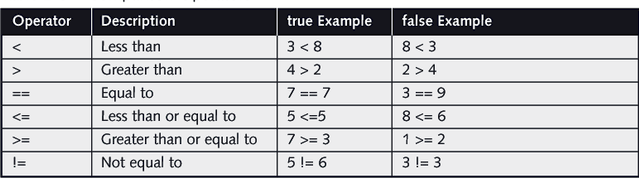 Operator Description true Example false Example
< Less than 3 < 8 8 < 3
> Greater than 4 > 2 2 > 4
== Equal to 7 == 7 3 == 9
<= Less than or equal to 5 <=5 8 <= 6
>= Greater than or equal to 7 >= 3 1 >= 2
!= Not equal to 5 != 6 3 != 3